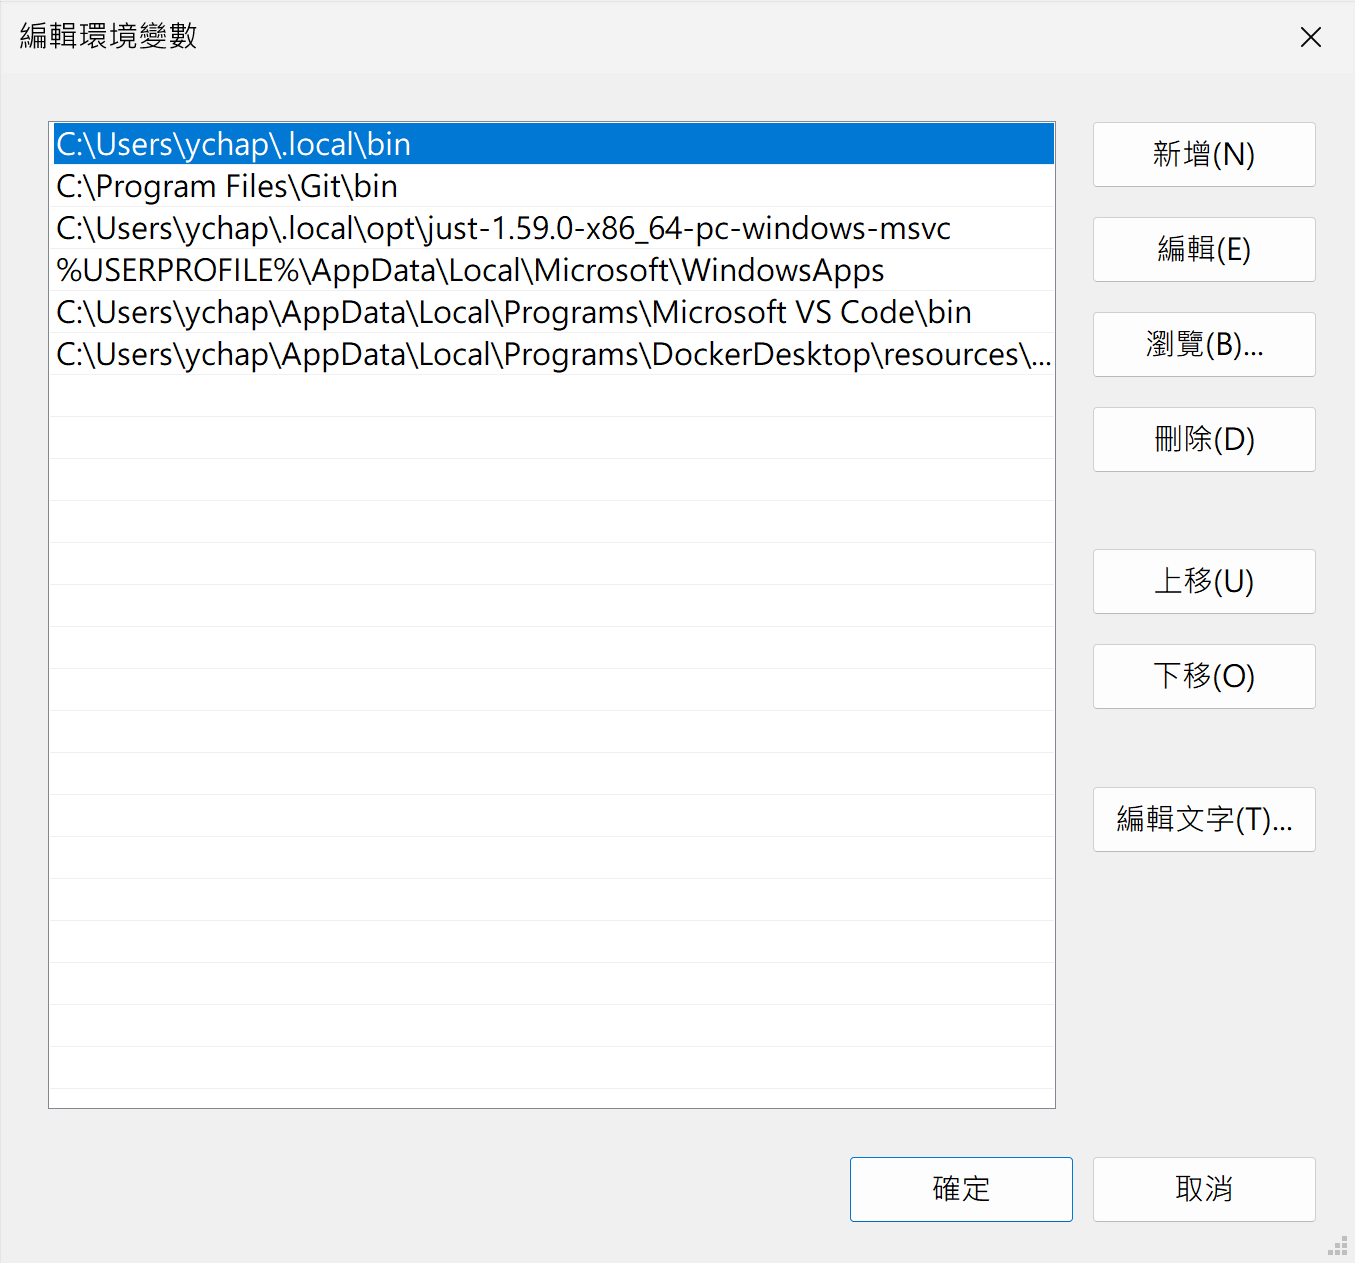 編輯環境變數
C:\Users\ychap\.local\bin
C:\Program Files\Git\bin
C:\Users\ychap\.local\opt\just-1.59.0-x86_64-pc-windows-msvc
%USERPROFILE%\AppData\Local\Microsoft\WindowsApps
C:\Users\ychap\AppData\Local\Programs\Microsoft VS Code\bin
C:\Users\ychap\AppData\Local\Programs\DockerDesktop\resources\...
新增(N)
編輯(E)
瀏覽(B)...
刪除(D)
上移(U)
下移(O)
編輯文字(T)...
確定
取消